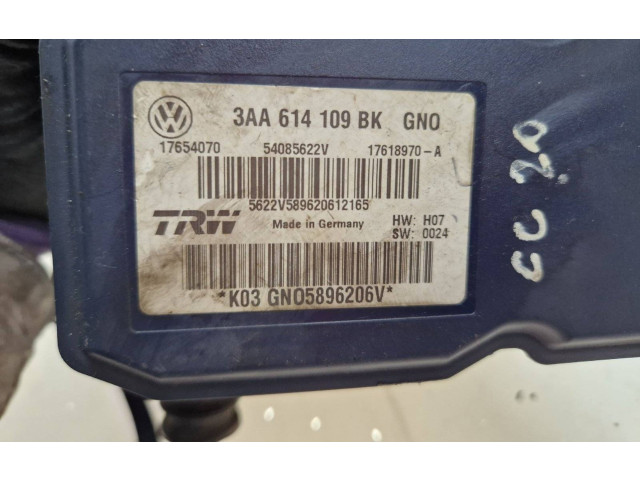 3AA 614 109 BK GNO
17654070 54085622V 17618970-A
5622V589620612165
TRW Made in Germany HW: H07
SW: 0024
*K03 GNO5896206V*
CC 20